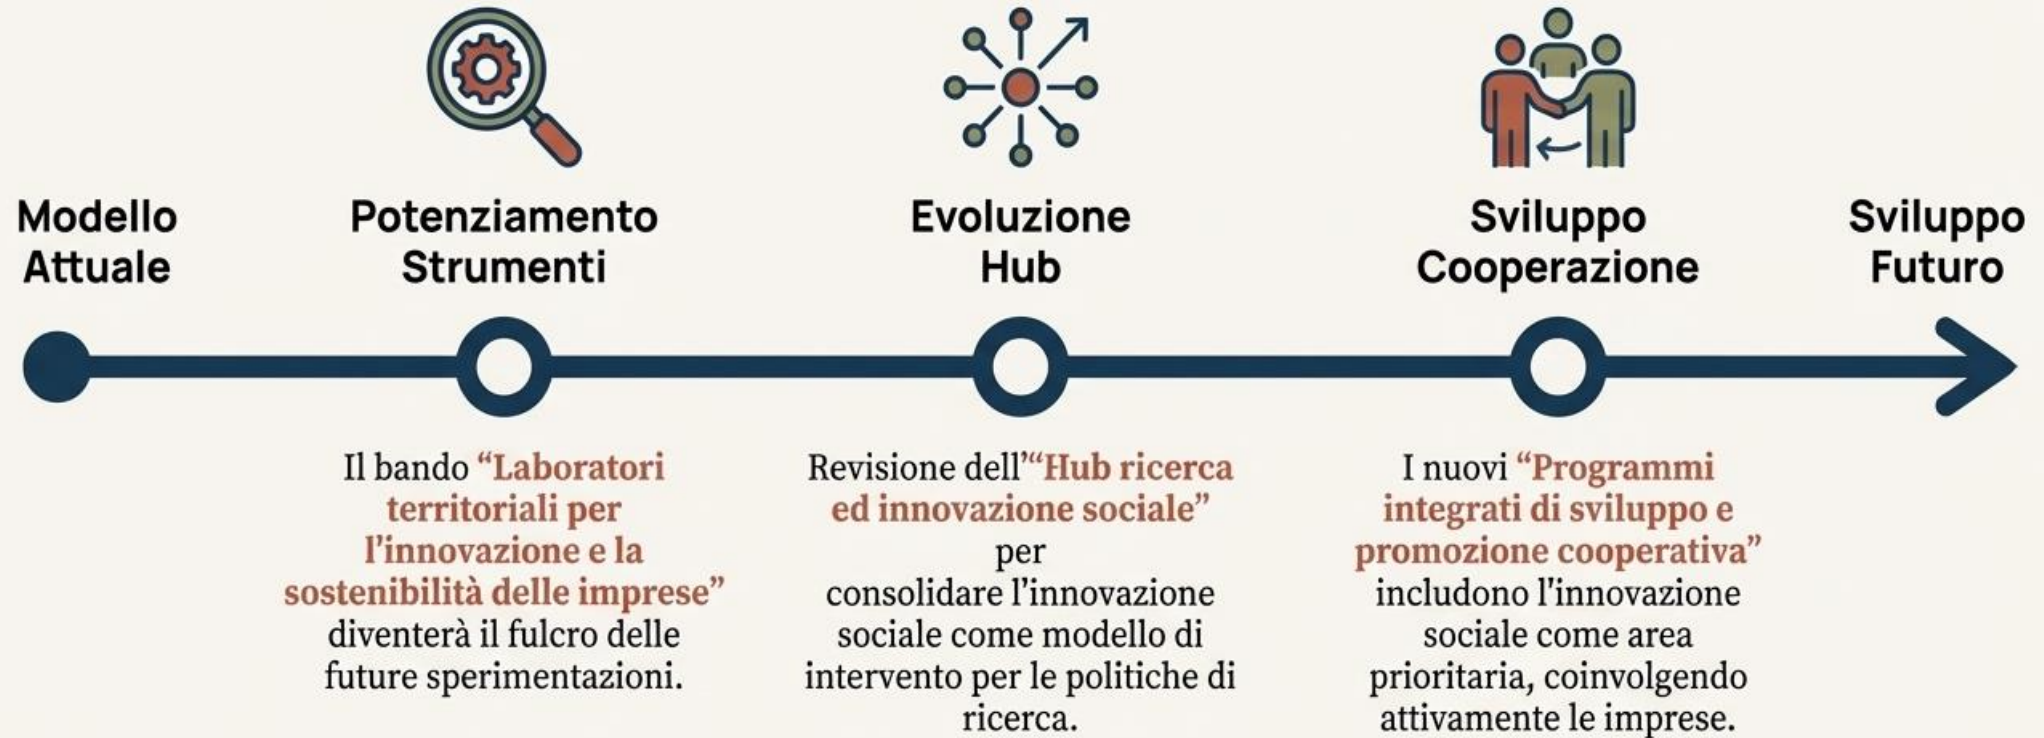 Modello
Attuale
Potenziamento
Strumenti
Evoluzione
Hub
Sviluppo
Cooperazione
Sviluppo
Futuro
Il bando “Laboratori
territoriali per
l’innovazione e la
sostenibilità delle imprese”
diventerà il fulcro delle
future sperimentazioni.
Revisione dell’“Hub ricerca
ed innovazione sociale”
per
consolidare l’innovazione
sociale come modello di
intervento per le politiche di
ricerca.
I nuovi “Programmi
integrati di sviluppo e
promozione cooperativa”
includono l’innovazione
sociale come area
prioritaria, coinvolgendo
attivamente le imprese.